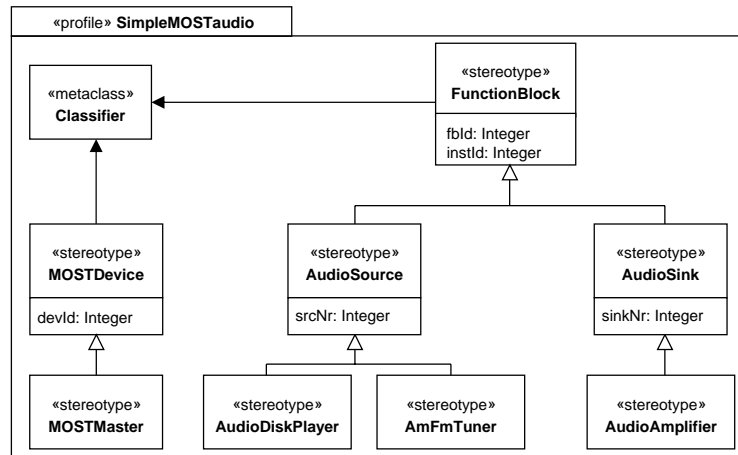 «profile» SimpleMOSTaudio
«metaclass»
Classifier
«stereotype»
FunctionBlock
fbId: Integer
instId: Integer
«stereotype»
MOSTDevice
devId: Integer
«stereotype»
AudioSource
srcNr: Integer
«stereotype»
AudioSink
sinkNr: Integer
«stereotype»
MOSTMaster
«stereotype»
AudioDiskPlayer
«stereotype»
AmFmTuner
«stereotype»
AudioAmplifier